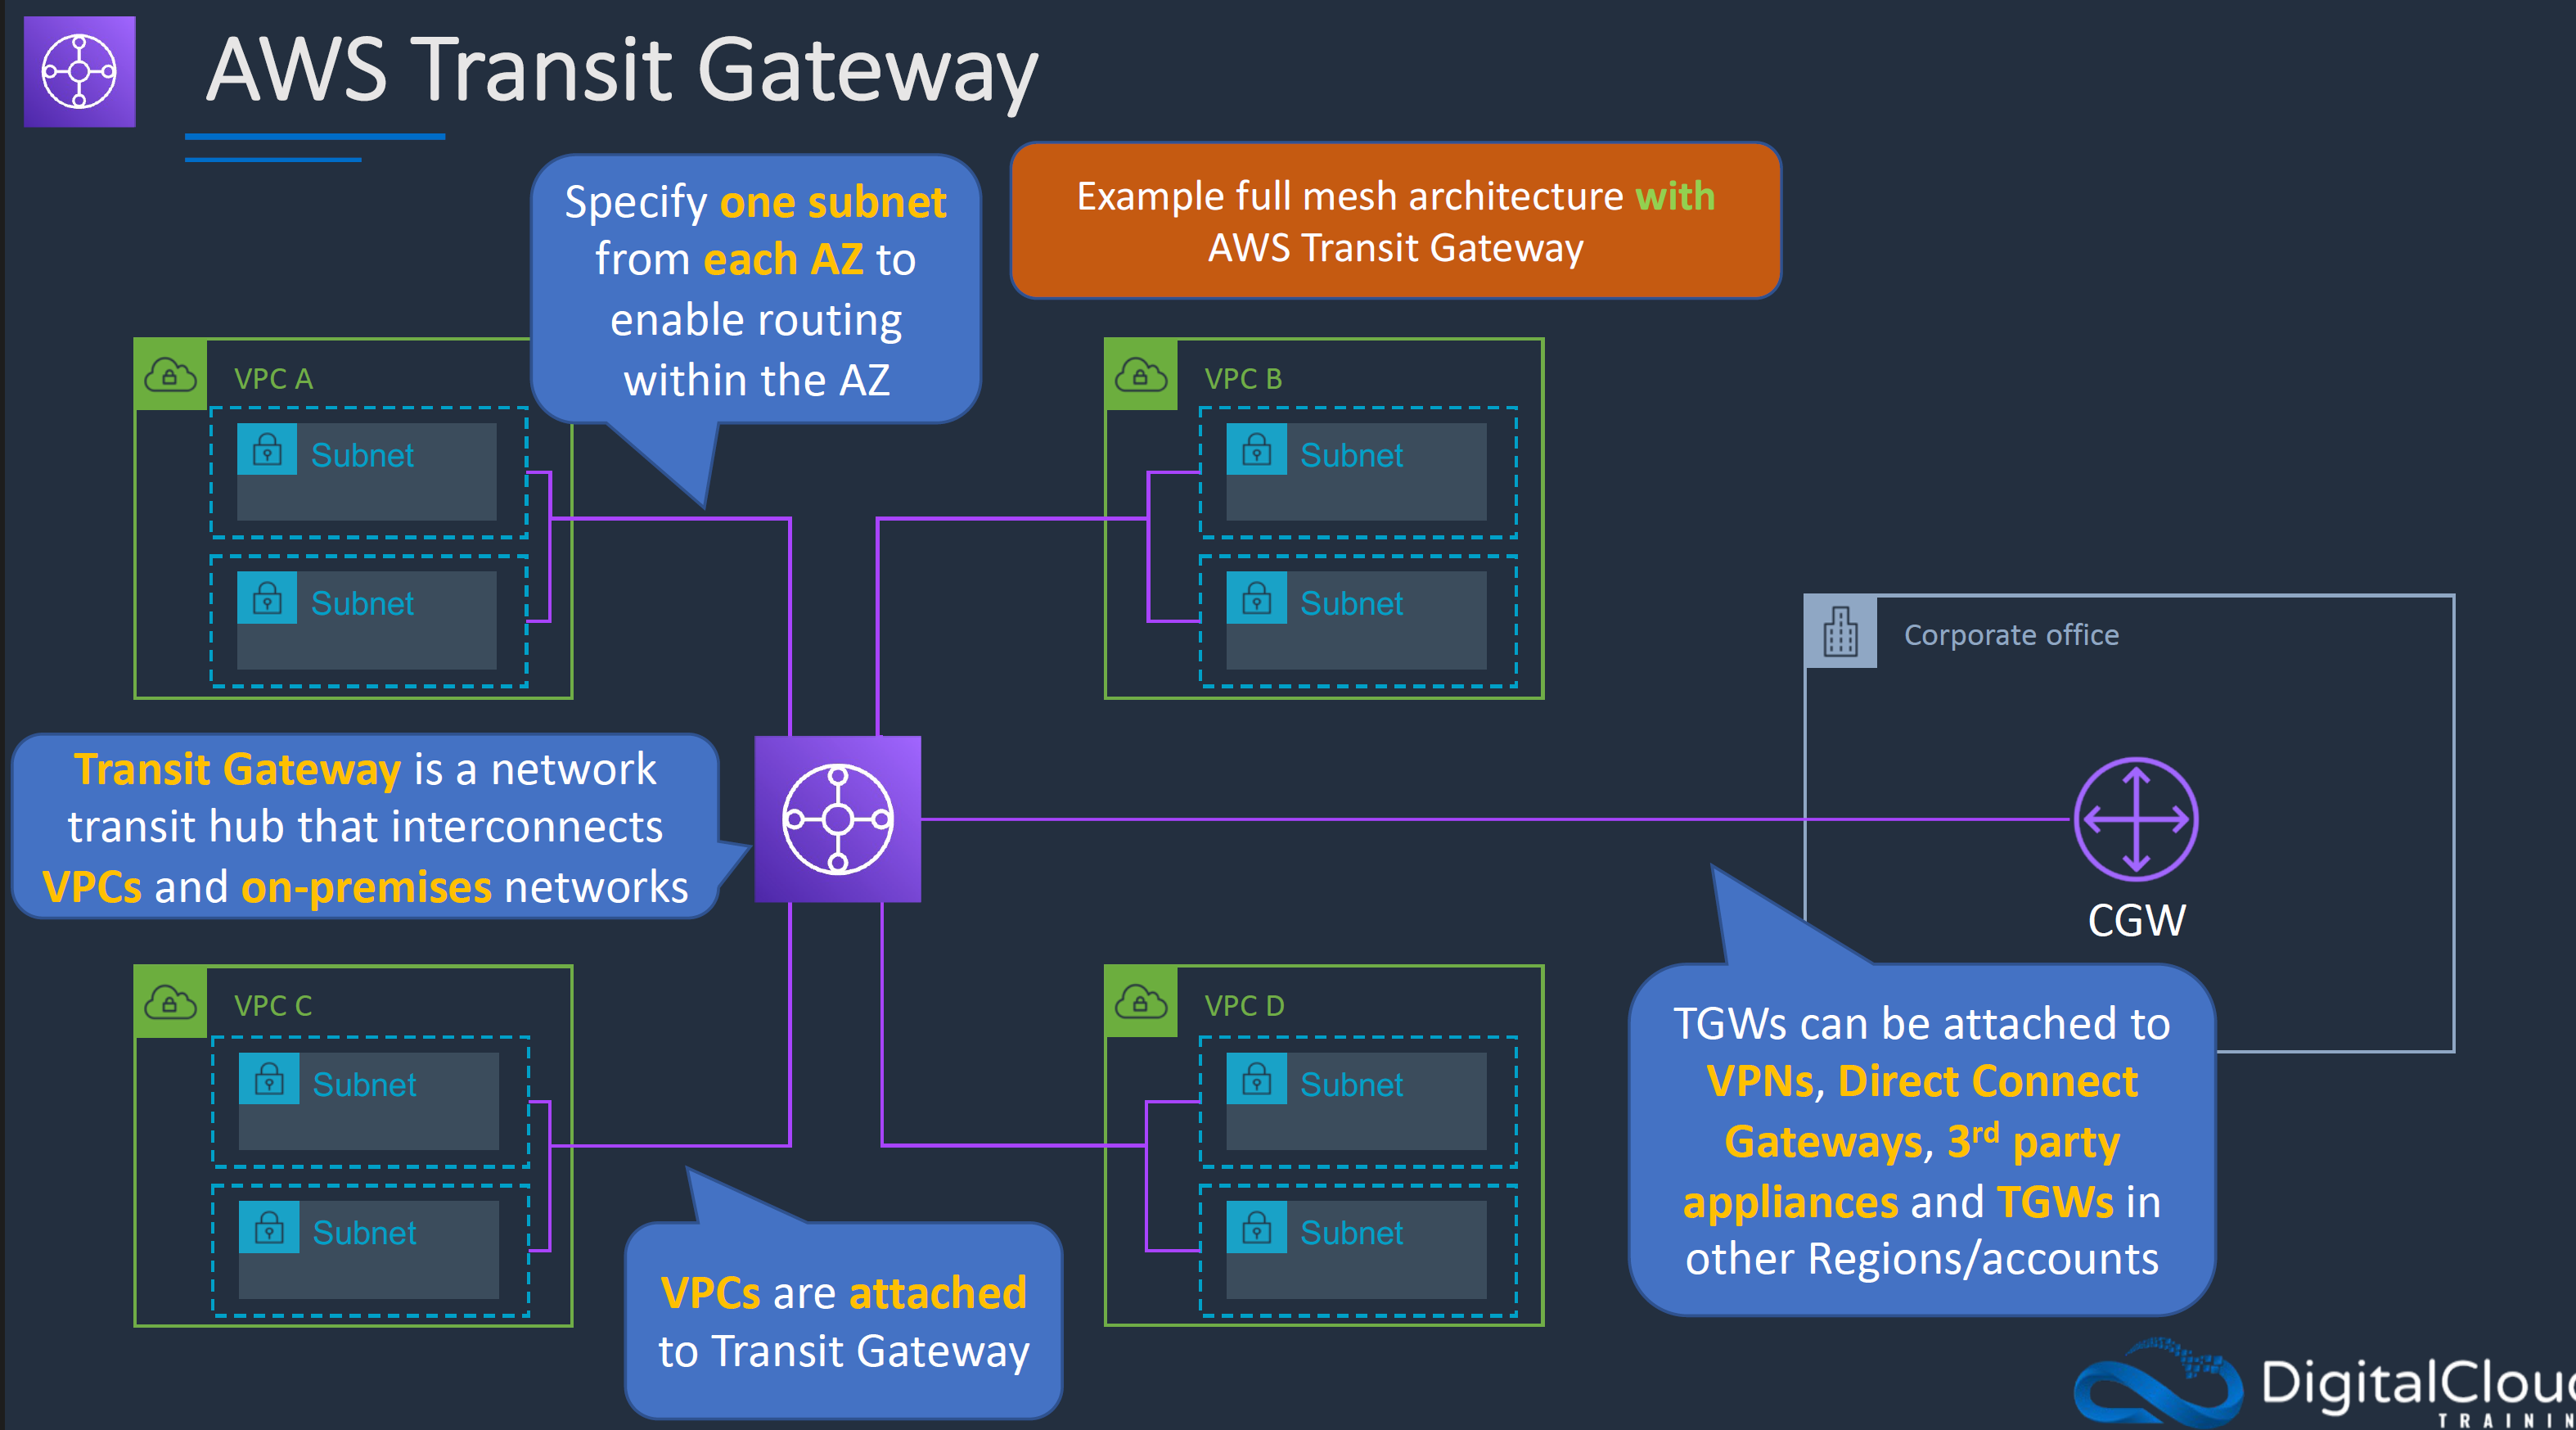 AWS Transit Gateway
Specify one subnet
from each AZ to
enable routing
within the AZ
Example full mesh architecture with
AWS Transit Gateway
VPC A
Subnet
Subnet
VPC B
Subnet
Subnet
Corporate office
CGW
Transit Gateway is a network
transit hub that interconnects
VPCs and on-premises networks
VPC C
Subnet
Subnet
VPC D
Subnet
Subnet
VPCs are attached
to Transit Gateway
TGWs can be attached to
VPNs, Direct Connect
Gateways, 3rd party
appliances and TGWs in
other Regions/accounts
DigitalClou
TRAININ